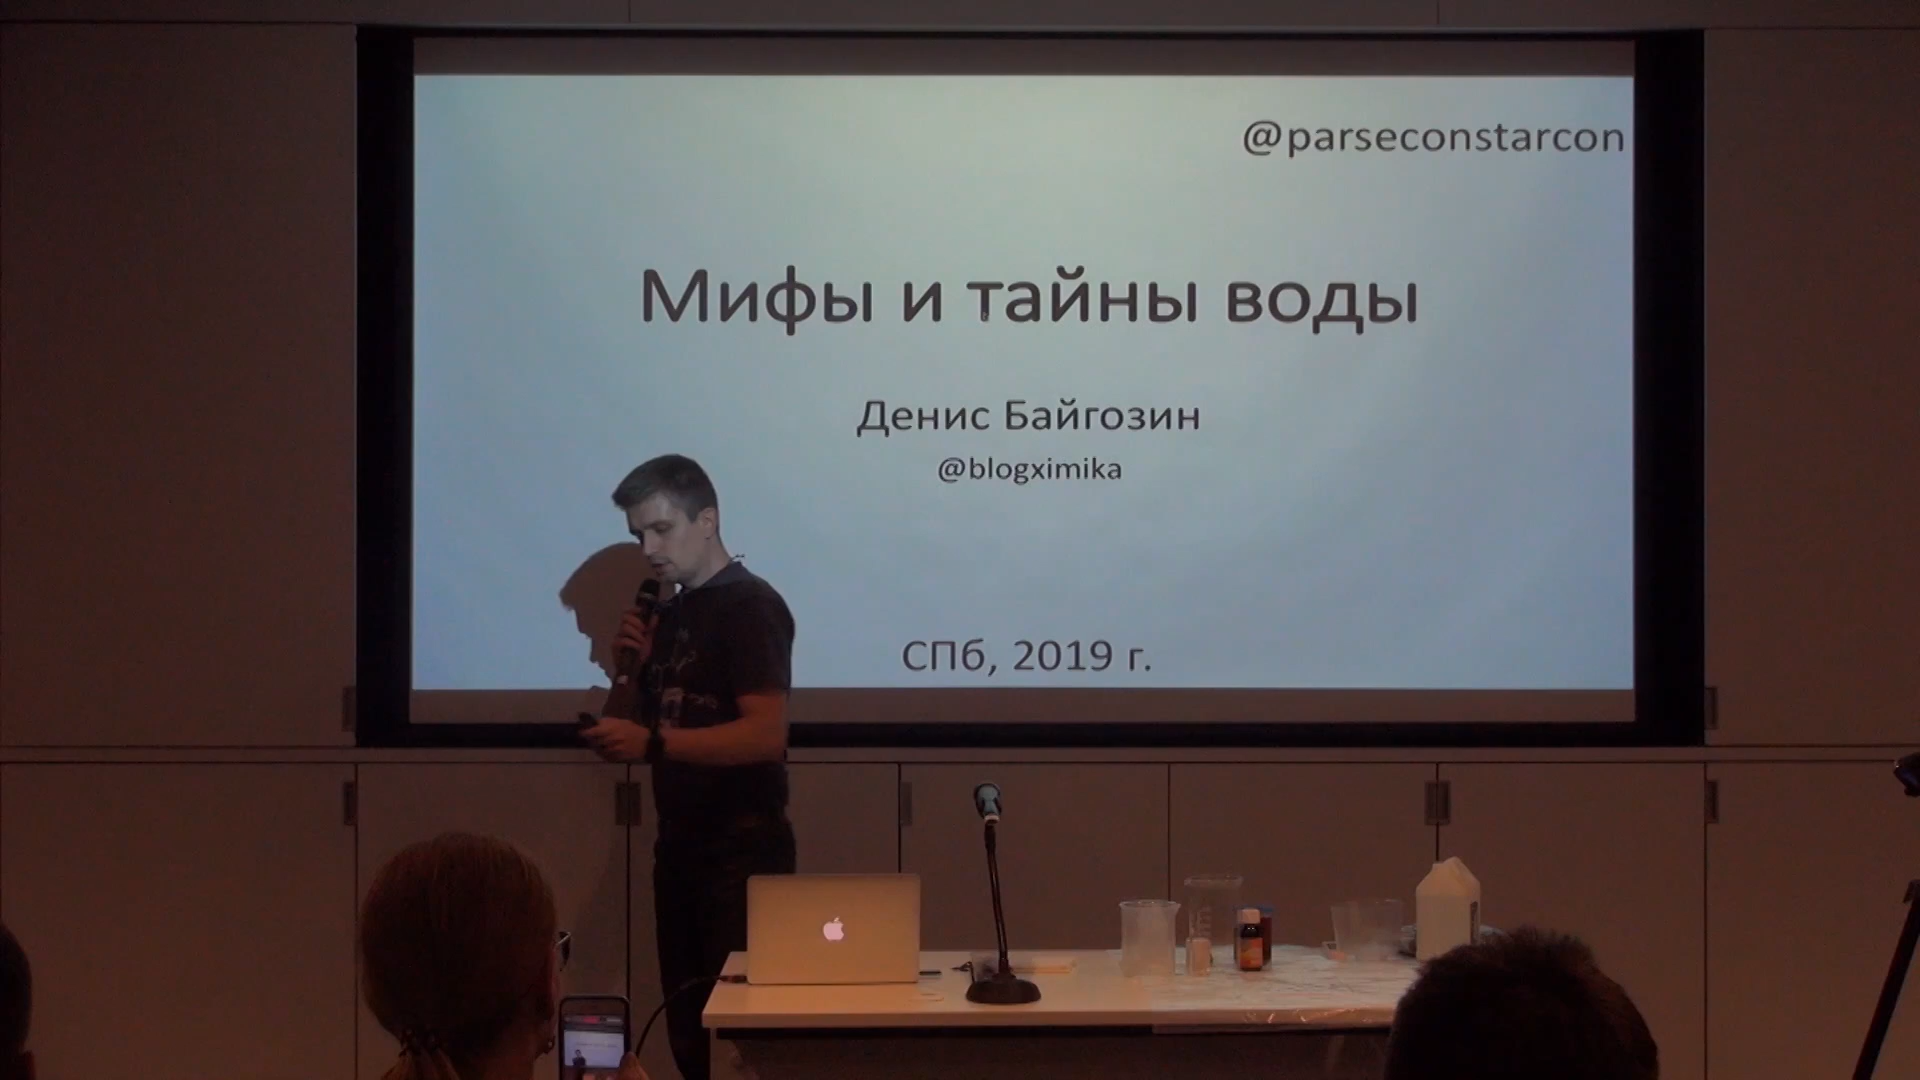 @parseconstarcon
Мифы и тайны воды
Денис Байгозин
@blogximika
СПб, 2019 г.